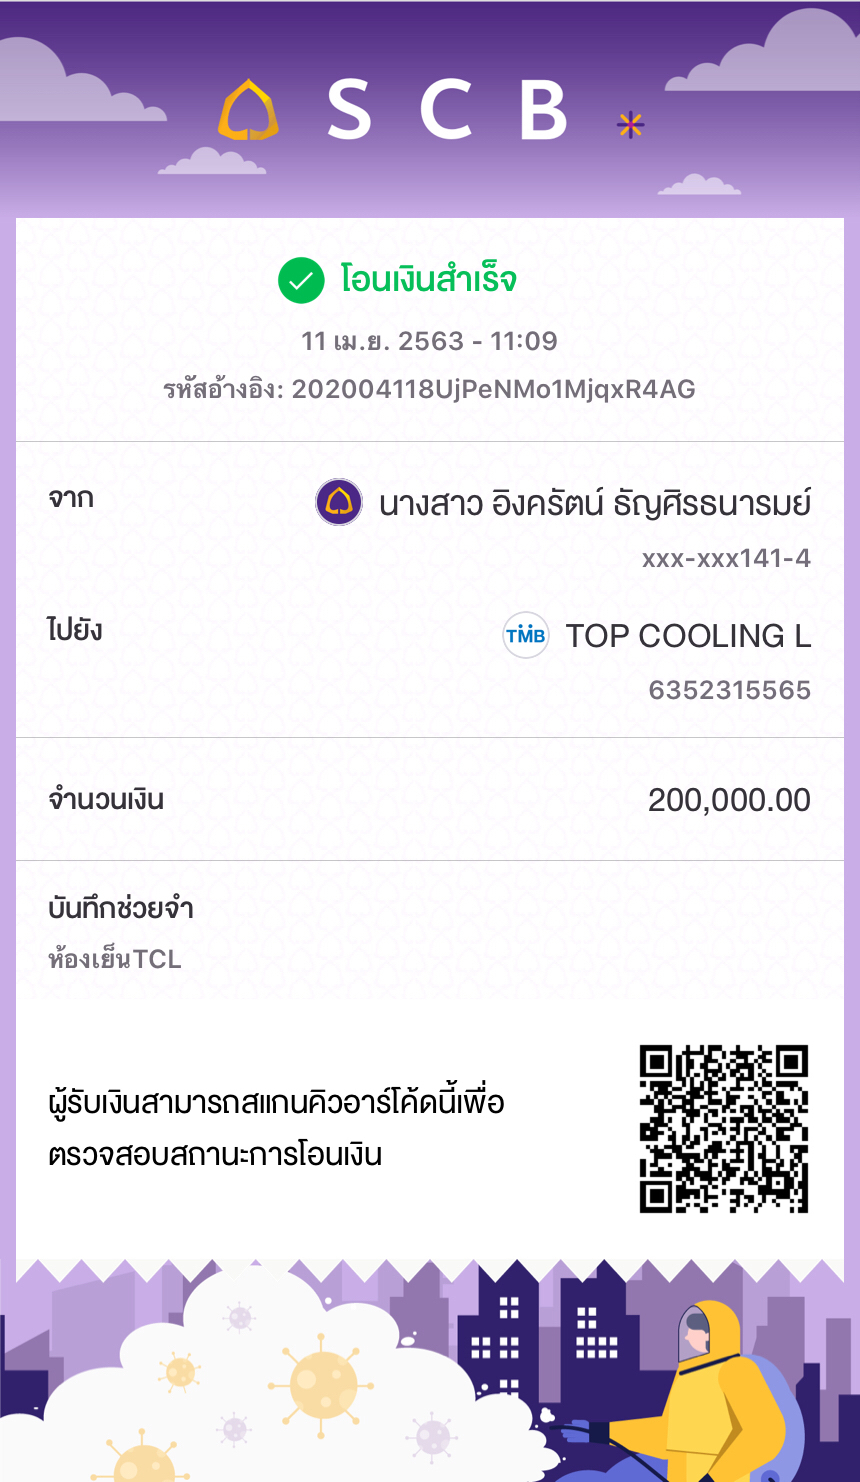 SCB
โอนเงินสำเร็จ
11 เม.ย. 2563 - 11:09
รหัสอ้างอิง: 202004118UjPeNMo1MjqxR4AG
จาก
นางสาว อิงครัตน์ ธัญศิรธนารมย์
xxx-xxx141-4
ไปยัง
TMB TOP COOLING L
6352315565
จำนวนเงิน 200,000.00
บันทึกช่วยจำ
ห้องเย็นTCL
ผู้รับเงินสามารถสแกนคิวอาร์โค้ดนี้เพื่อ
ตรวจสอบสถานะการโอนเงิน